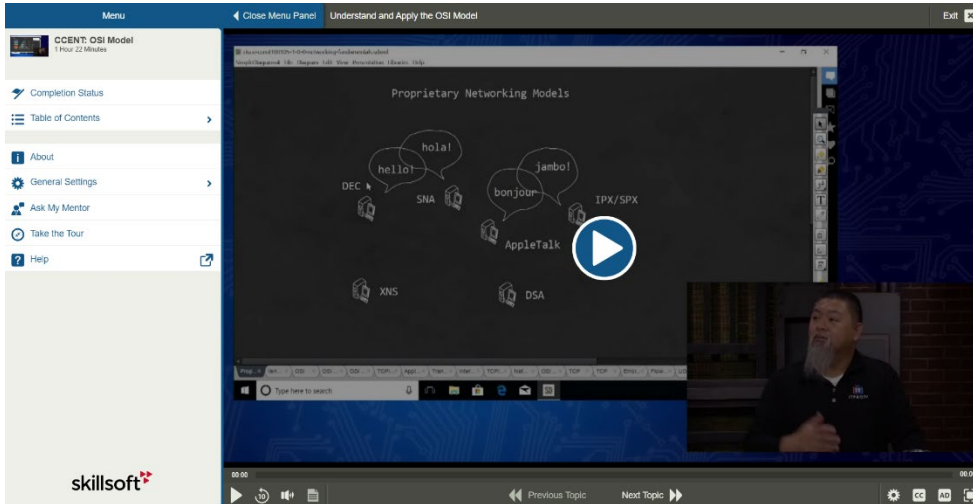 Menu
Close Menu Panel
Understand and Apply the OSI Model
Exit
CCENT: OSI Model
1 Hour 22 Minutes
Completion Status
Table of Contents
About
General Settings
Ask My Mentor
Take the Tour
Help
skillsoft
Proprietary Networking Models
hola!
hello!
jambo!
bonjour
DEC
SNA
IPX/SPX
AppleTalk
XNS
DSA
Type here to search
00:00
10
Previous Topic
Next Topic
CC
AD